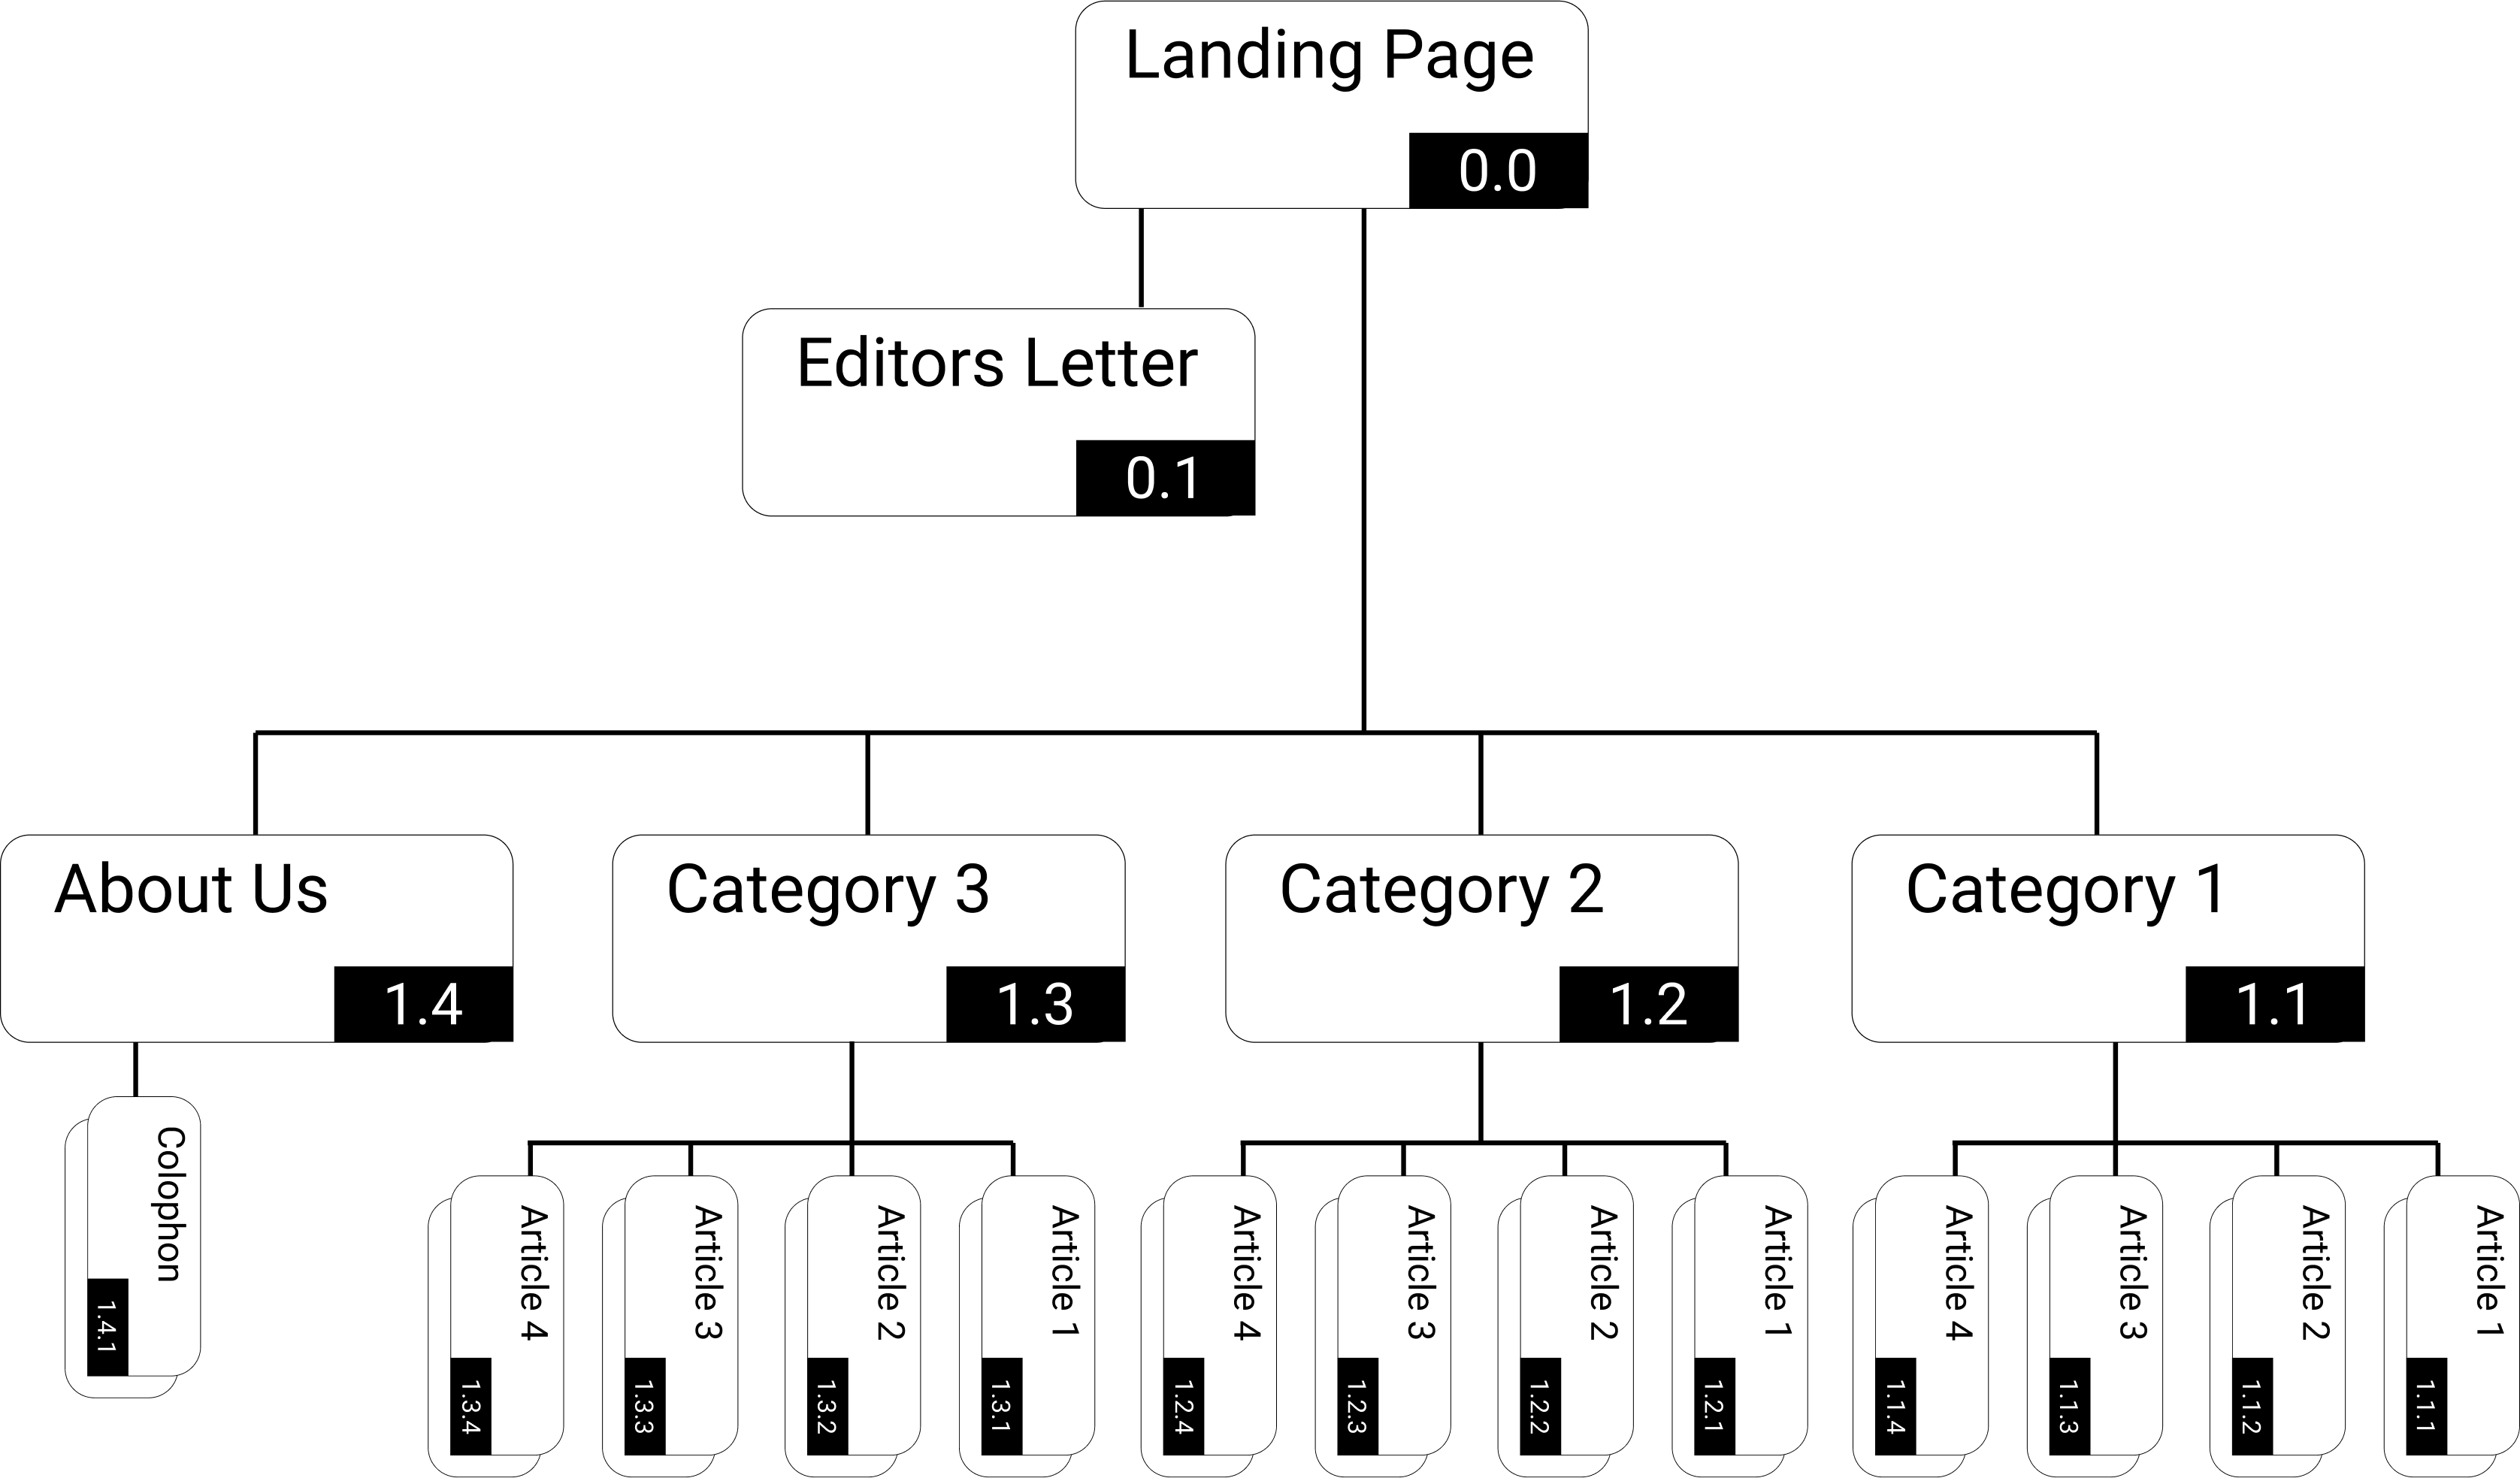 Landing Page
0.0
Editors Letter
0.1
About Us
1.4
Category 3
1.3
Category 2
1.2
Category 1
1.1
Colophon
1.4.1
Article 4
1.3.4
Article 3
1.3.3
Article 2
1.3.2
Article 1
1.3.1
Article 4
1.2.4
Article 3
1.2.3
Article 2
1.2.2
Article 1
1.2.1
Article 4
1.1.4
Article 3
1.1.3
Article 2
1.1.2
Article 1
1.1.1